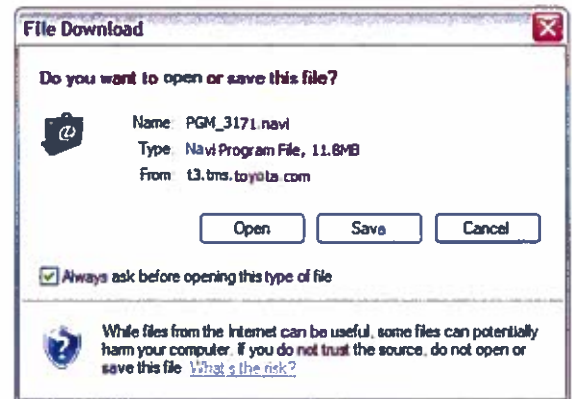 File Download
Do you want to open or save this file?
Name: PGM_3171.navi
Type: Navi Program File, 11.8MB
From: t3.tms.toyota.com
Open Save Cancel
Always ask before opening this type of file
While files from the Internet can be useful, some files can potentially
harm your computer. If you do not trust the source, do not open or
save this file. What's the risk?